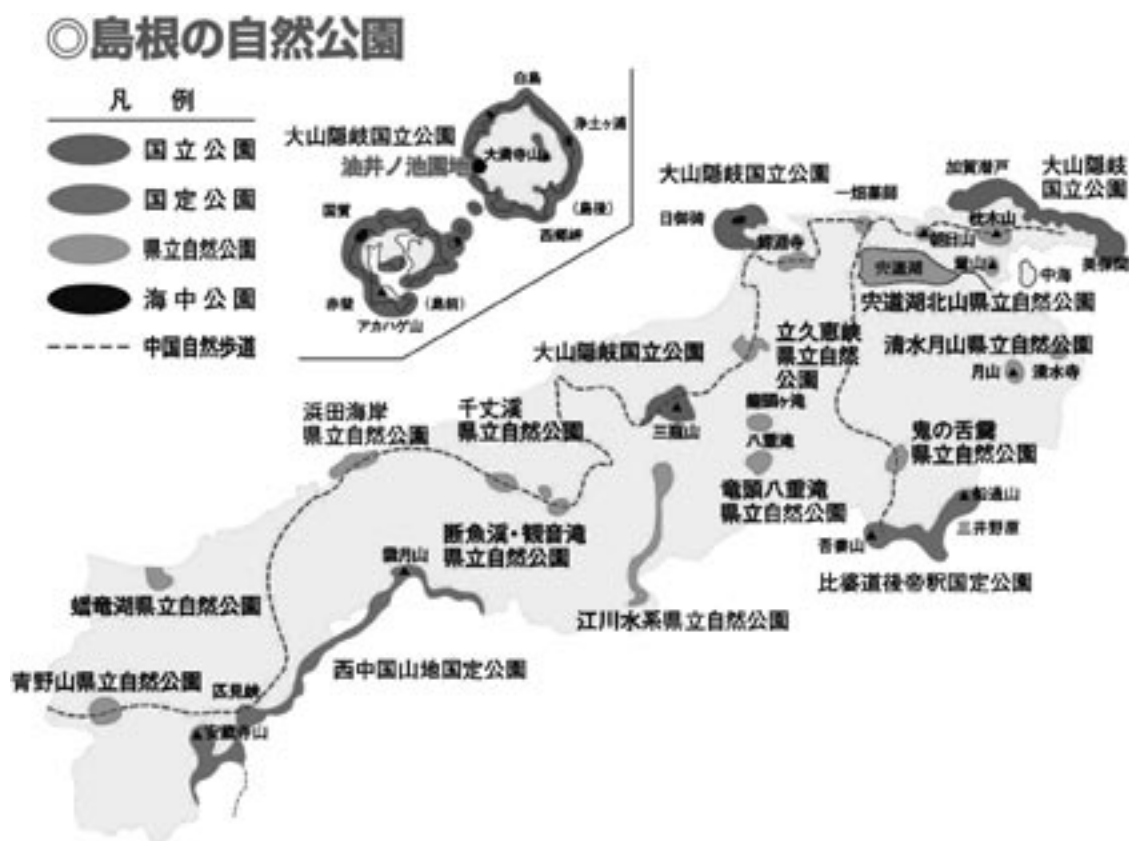 ◎島根の自然公園
凡 例
国立公園
国定公園
県立自然公園
海中公園
中国自然歩道
白島
大山隠岐国立公園
浄土ヶ浦
大満寺山
油井ノ池園地
国賀
(島後)
西郷岬
赤壁
(島前)
アカハゲ山
大山隠岐国立公園
一畑薬師
加賀潜戸
大山隠岐
国立公園
日御碕
枕木山
朝日山
鰐淵寺
宍道湖
嵩山
中海
美保関
宍道湖北山県立自然公園
大山隠岐国立公園
立久恵峡
県立自然
公園
清水月山県立自然公園
月山
清水寺
三瓶山
龍頭ヶ滝
八重滝
浜田海岸
県立自然公園
千丈渓
県立自然公園
鬼の舌震
県立自然公園
竜頭八重滝
県立自然公園
船通山
三井野原
吾妻山
断魚渓・観音滝
県立自然公園
雲月山
比婆道後帝釈国定公園
蟠竜湖県立自然公園
江川水系県立自然公園
西中国山地国定公園
青野山県立自然公園
匹見峡
安蔵寺山